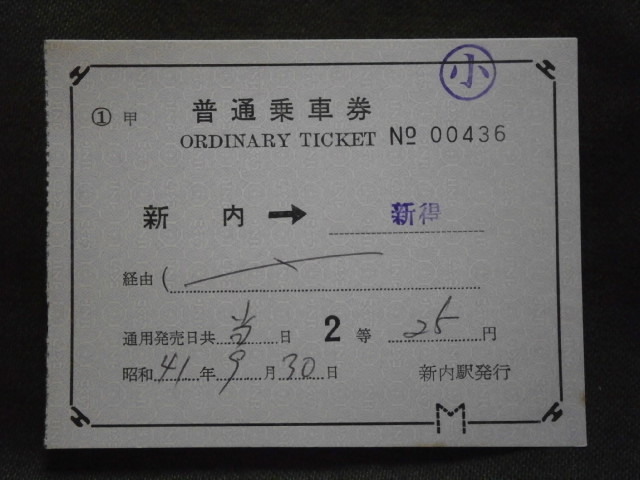 小
① 甲 普通乗車券
ORDINARY TICKET № 00436
新内 → 新得
経由(
通用発売日共 当 日 2 等 25 円
昭和 41 年 9 月 30 日 新内駅発行